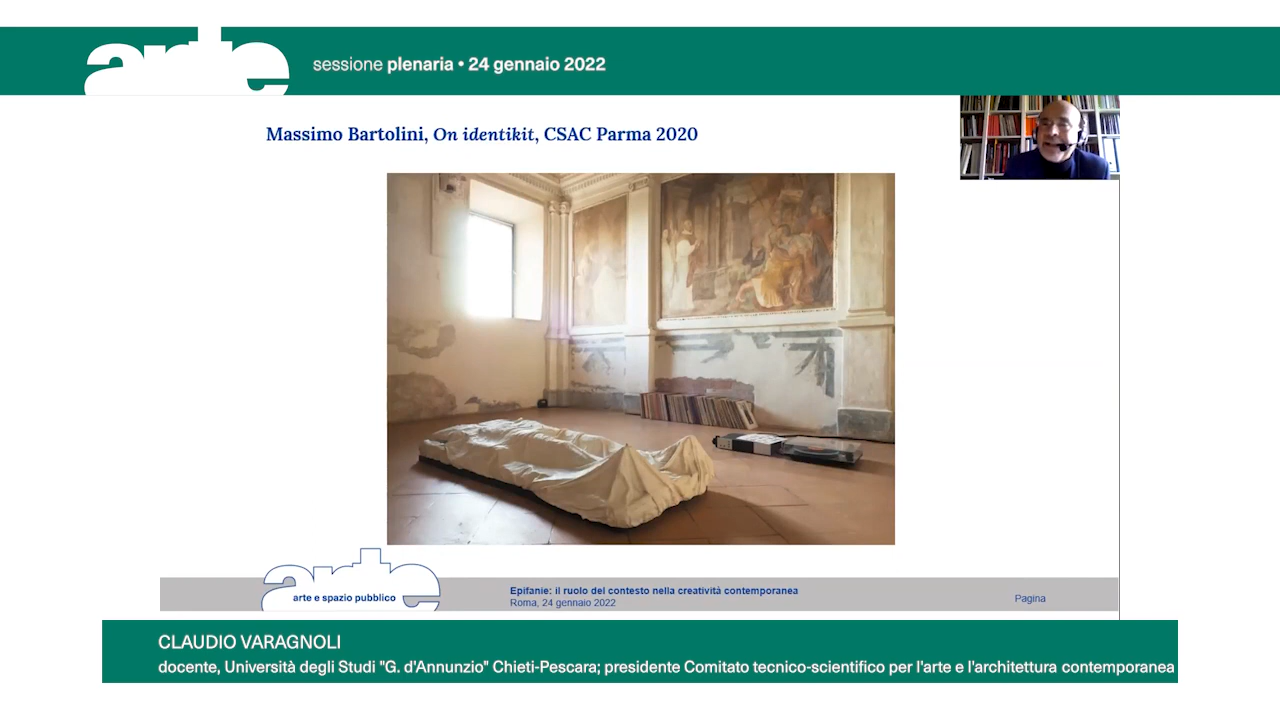 arte
sessione plenaria • 24 gennaio 2022
Massimo Bartolini, On identikit, CSAC Parma 2020
arte
arte e spazio pubblico
Epifanie: il ruolo del contesto nella creatività contemporanea
Roma, 24 gennaio 2022
Pagina
CLAUDIO VARAGNOLI
docente, Università degli Studi "G. d'Annunzio" Chieti-Pescara; presidente Comitato tecnico-scientifico per l'arte e l'architettura contemporanea